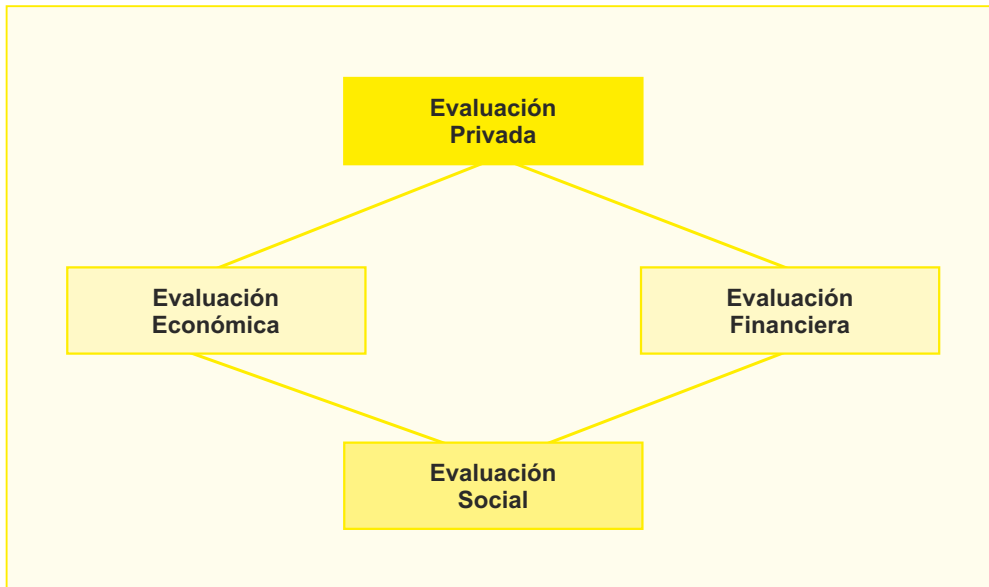 Evaluación
Privada
Evaluación
Económica
Evaluación
Financiera
Evaluación
Social